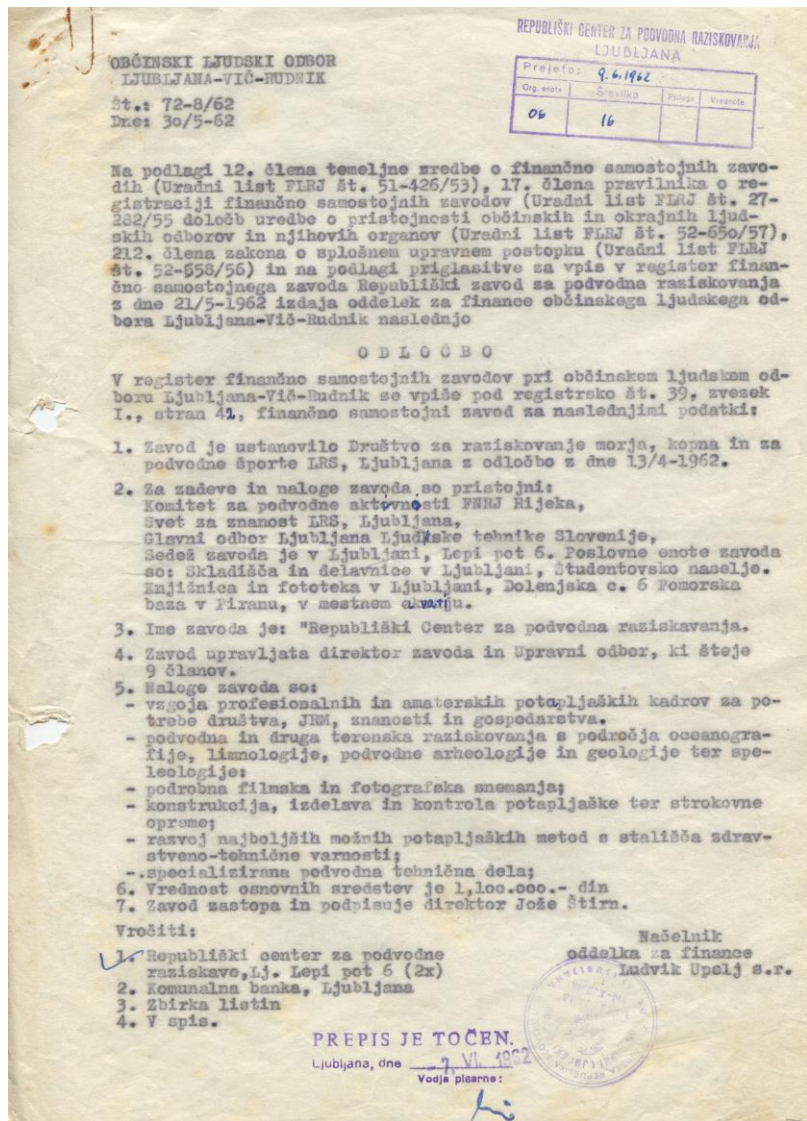 REPUBLIŠKI CENTER ZA PODVODNA RAZISKOVANJA
LJUBLJANA
Prejeto: 9.6.1962
Org. enota Številka Priloga Vrednote
06 16
OBČINSKI LJUDSKI ODBOR
LJUBLJANA-VIČ-RUDNIK
Št.: 72-8/62
Dne: 30/5-62
Na podlagi 12. člena temeljne uredbe o finančno samostojnih zavo-
dih (Uradni list FLRJ št. 51-426/53), 17. člena pravilnika o re-
gistraciji finančno samostojnih zavodov (Uradni list FLRJ št. 27-
282/55 določb uredbe o pristojnosti občinskih in okrajnih ljud-
skih odborov in njihovih organov (Uradni list FLRJ št. 52-650/57),
212. člena zakona o splošnem upravnem postopku (Uradni list FLRJ
št. 52-558/56) in na podlagi priglasitve za vpis v register finan-
čno samostojnega zavoda Republiški zavod za podvodna raziskovanja
z dne 21/5-1962 izdaja oddelek za finance občinskega ljudskega od-
bora Ljubljana-Vič-Rudnik naslednjo
O D L O Č B O
V register finančno samostojnih zavodov pri občinskem ljudskem od-
boru Ljubljana-Vič-Rudnik se vpiše pod registrsko št. 39, zvezek
I., stran 42, finančno samostojni zavod za naslednjimi podatki:
1. Zavod je ustanovilo Društvo za raziskovanje morja, kopna in za
podvodne športe LRS, Ljubljana z odločbo z dne 13/4-1962.
2. Za zadeve in naloge zavoda so pristojni:
Komitet za podvodne aktivnosti FNRJ Rijeka,
Svet za znanost LRS, Ljubljana,
Glavni odbor Ljubljana Ljudske tehnike Slovenije,
Sedež zavoda je v Ljubljani, Lepi pot 6. Poslovne enote zavoda
so: Skladišča in delavnice v Ljubljani, Študentovsko naselje.
Knjižnica in fototeka v Ljubljani, Dolenjska c. 6 Pomorska
baza v Piranu, v mestnem akvariju.
3. Ime zavoda je: "Republiški Center za podvodna raziskavanja.
4. Zavod upravljata direktor zavoda in Upravni odbor, ki šteje
9 članov.
5. Naloge zavoda so:
- vzgoja profesionalnih in amaterskih potapljaških kadrov za po-
trebe društva, JRM, znanosti in gospodarstva.
- podvodna in druga terenska raziskovanja s področja oceanogra-
fije, limnologije, podvodne arheologije in geologije ter spe-
leologije:
- podrobna filmska in fotografska snemanja;
- konstrukcija, izdelava in kontrola potapljaške ter strokovne
opreme;
- razvoj najboljših možnih potapljaških metod s stališča zdrav-
stveno-tehnične varnosti;
-.specializirana podvodna tehnična dela;
6. Vrednost osnovnih sredstev je 1,100.000.- din
7. Zavod zastopa in podpisuje direktor Jože Štirn.
Vročiti:
1. Republiški center za podvodne
raziskave,Lj. Lepi pot 6 (2x)
2. Komunalna banka, Ljubljana
3. Zbirka listin
4. V spis.
Načelnik
oddelka za finance
Ludvik Upelj s.r.
PREPIS JE TOČEN.
Ljubljana, dne -7. VI. 1962
Vodja pisarne: